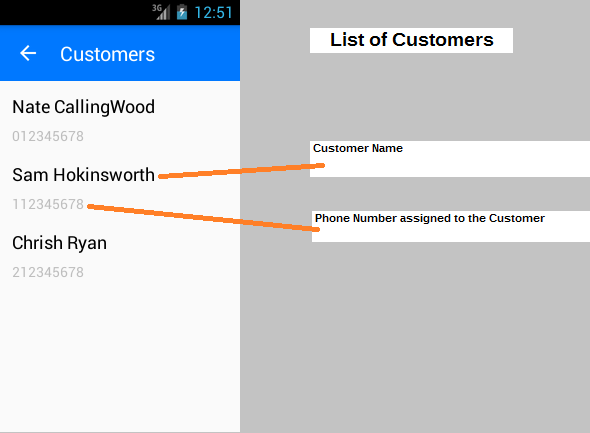 3G 12:51
Customers
List of Customers
Nate CallingWood
012345678
Customer Name
Sam Hokinsworth
112345678
Phone Number assigned to the Customer
Chrish Ryan
212345678